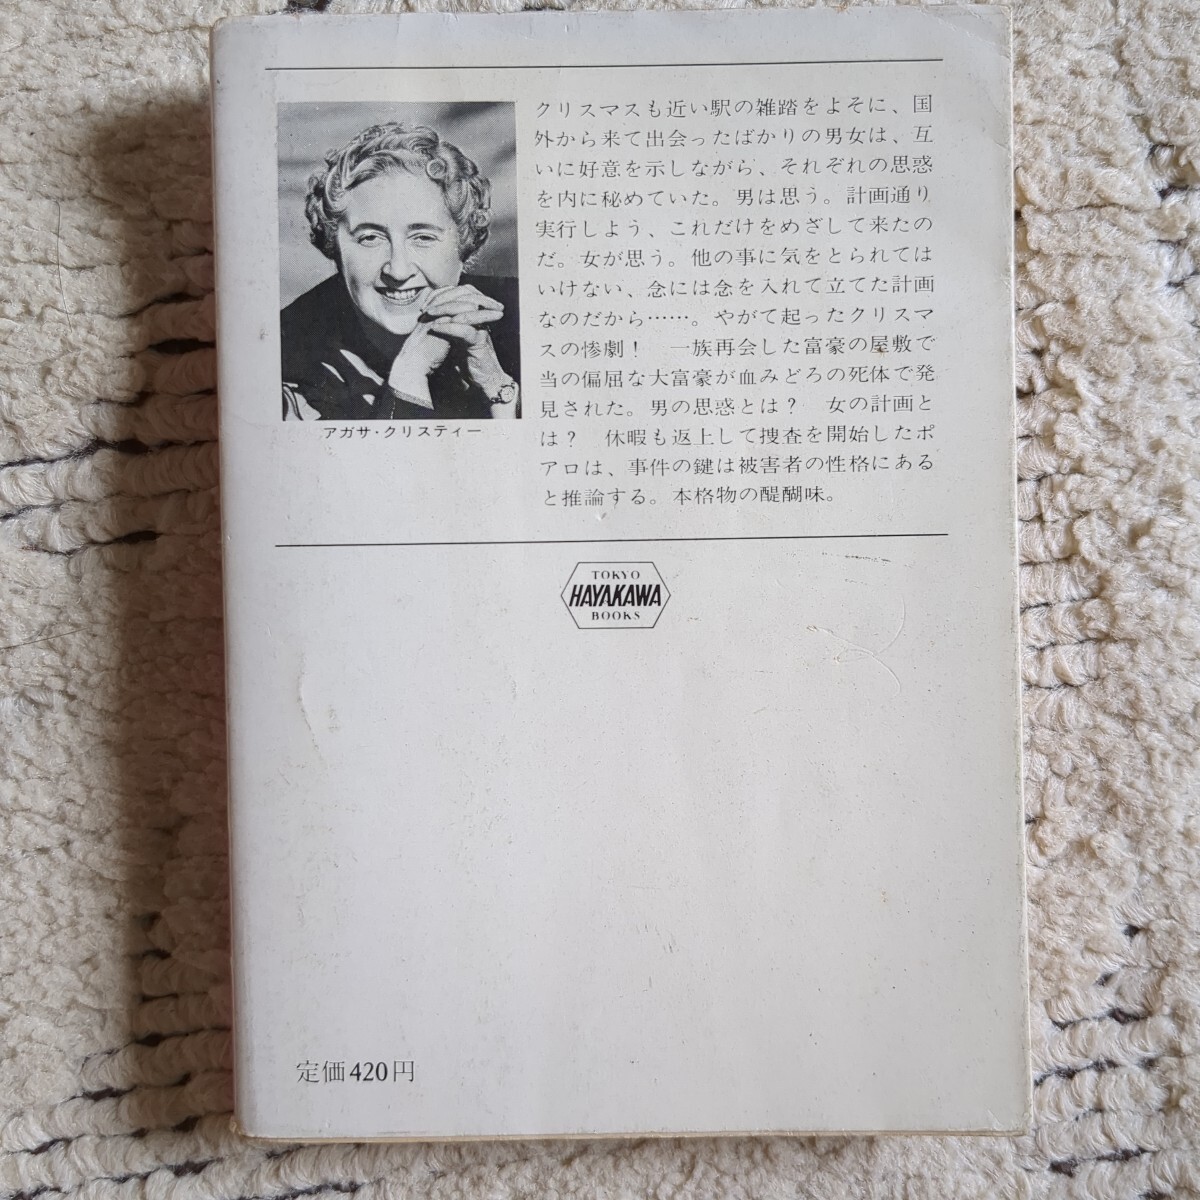 クリスマスも近い駅の雑踏をよそに、国
外から来て出会ったばかりの男女は、互
いに好意を示しながら、それぞれの思惑
を内に秘めていた。男は思う。計画通り
実行しよう、これだけをめざして来たの
だ。女が思う。他の事に気をとられては
いけない、念には念を入れて立てた計画
なのだから……。やがて起ったクリスマ
スの惨劇！　一族再会した富豪の屋敷で
当の偏屈な大富豪が血みどろの死体で発
見された。男の思惑とは？　女の計画と
は？　休暇も返上して捜査を開始したポ
アロは、事件の鍵は被害者の性格にある
と推論する。本格物の醍醐味。
アガサ・クリスティー
TOKYO
HAYAKAWA
BOOKS
定価420円